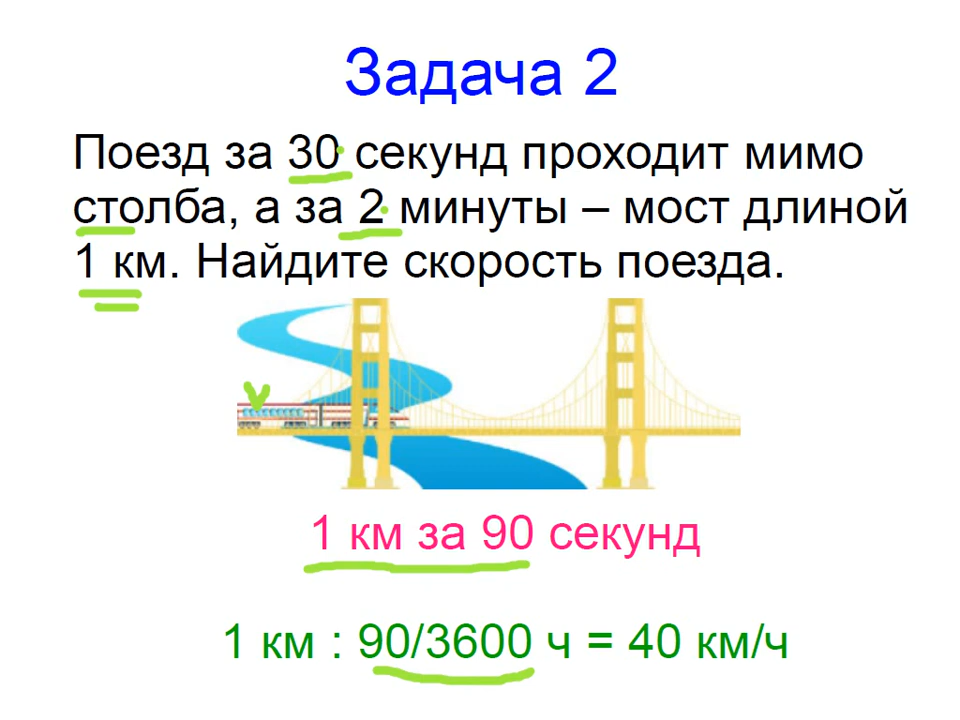 Задача 2
Поезд за 30 секунд проходит мимо
столба, а за 2 минуты – мост длиной
1 км. Найдите скорость поезда.
1 км за 90 секунд
1 км : 90/3600 ч = 40 км/ч